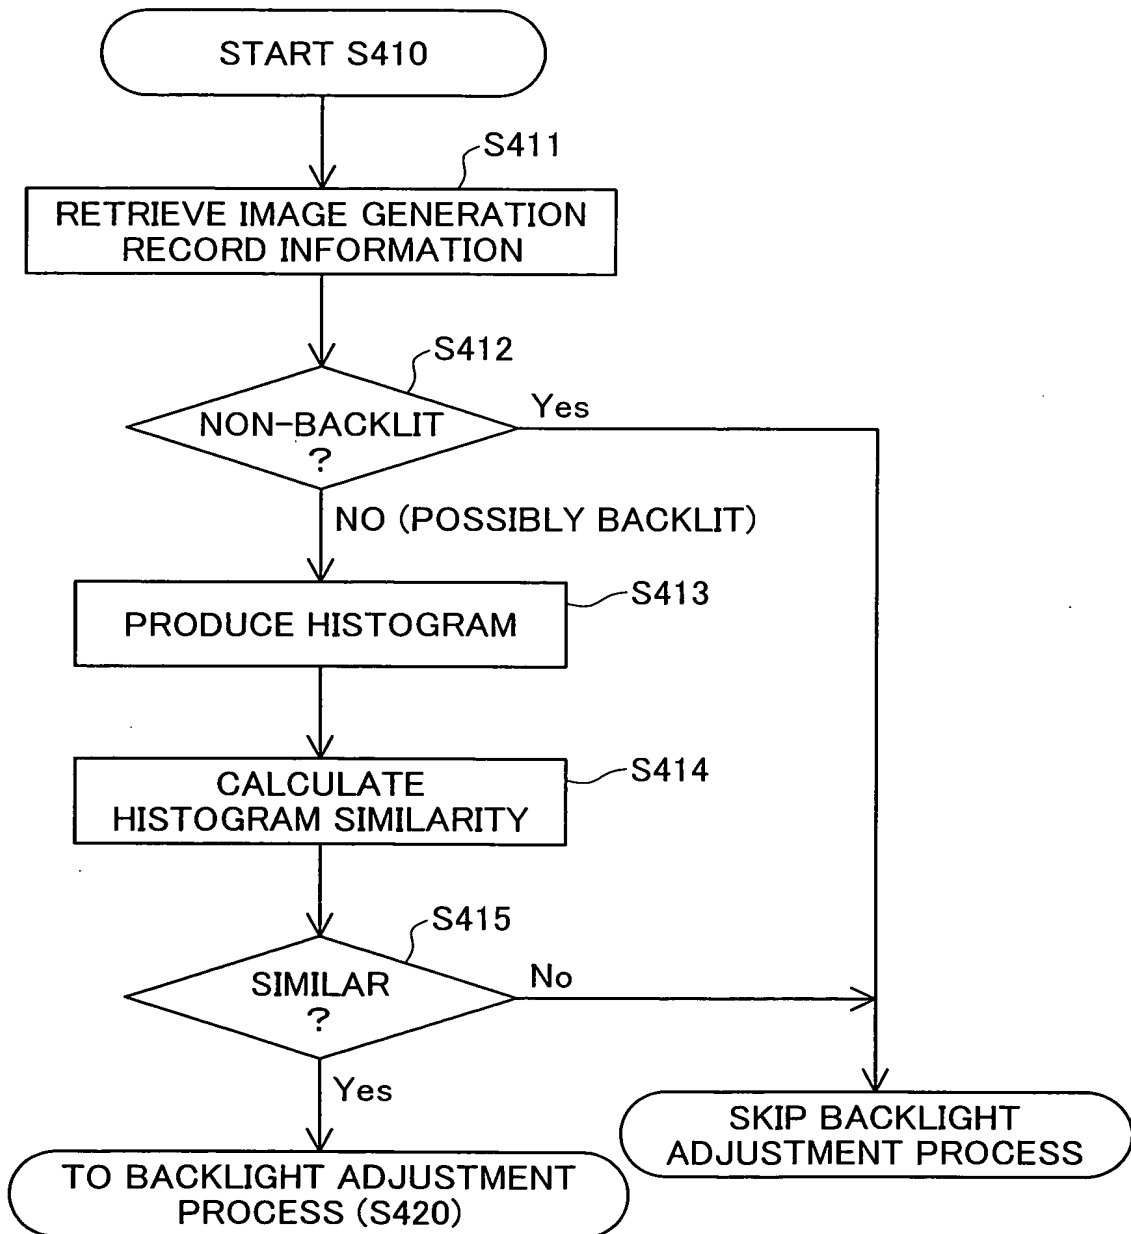 START S410
S411
RETRIEVE IMAGE GENERATION
RECORD INFORMATION
S412
NON-BACKLIT
?
Yes
NO (POSSIBLY BACKLIT)
S413
PRODUCE HISTOGRAM
S414
CALCULATE
HISTOGRAM SIMILARITY
S415
SIMILAR
?
No
Yes
SKIP BACKLIGHT
ADJUSTMENT PROCESS
TO BACKLIGHT ADJUSTMENT
PROCESS (S420)